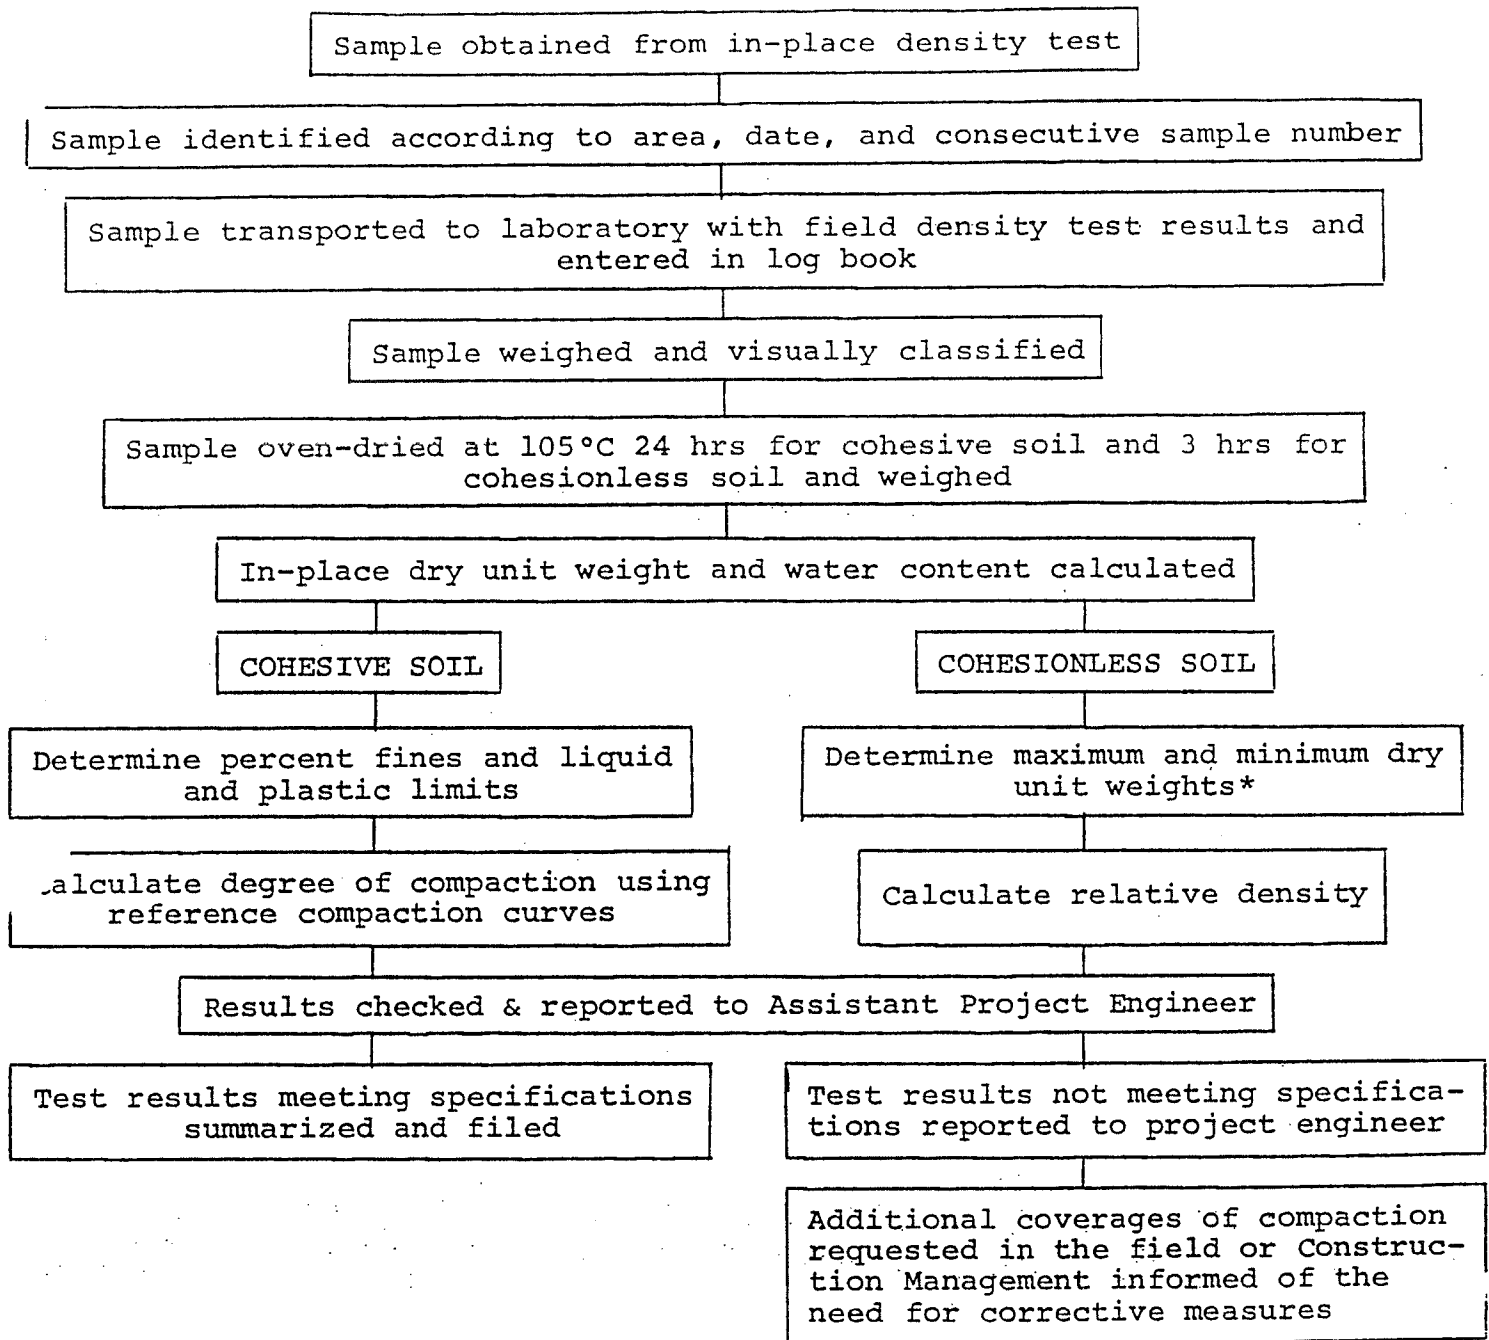 Sample obtained from in-place density test
Sample identified according to area, date, and consecutive sample number
Sample transported to laboratory with field density test results and
entered in log book
Sample weighed and visually classified
Sample oven-dried at 105°C 24 hrs for cohesive soil and 3 hrs for
cohesionless soil and weighed
In-place dry unit weight and water content calculated
COHESIVE SOIL
COHESIONLESS SOIL
Determine percent fines and liquid
and plastic limits
Determine maximum and minimum dry
unit weights*
alculate degree of compaction using
reference compaction curves
Calculate relative density
Results checked & reported to Assistant Project Engineer
Test results meeting specifications
summarized and filed
Test results not meeting specifica-
tions reported to project engineer
Additional coverages of compaction
requested in the field or Construc-
tion Management informed of the
need for corrective measures